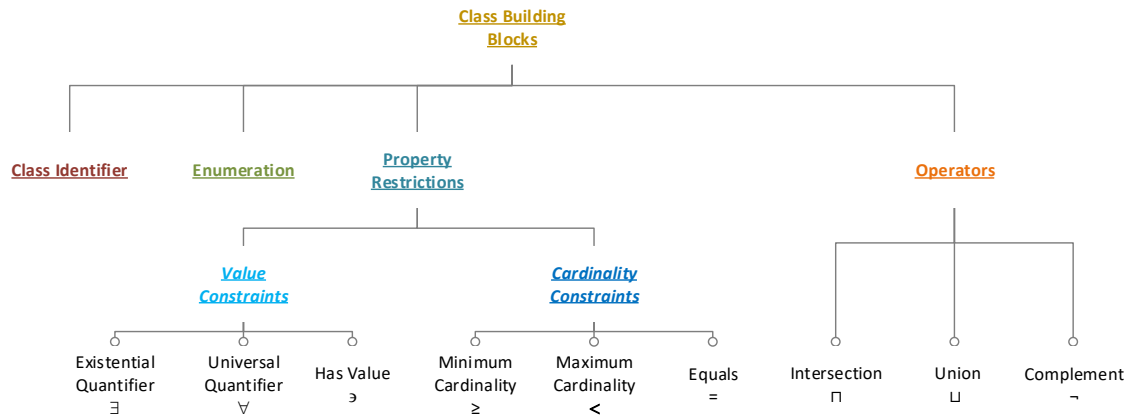 Class Building
Blocks
Class Identifier
Enumeration
Property
Restrictions
Operators
Value
Constraints
Cardinality
Constraints
Existential
Quantifier
∃
Universal
Quantifier
∀
Has Value
϶
Minimum
Cardinality
≥
Maximum
Cardinality
<
Equals
=
Intersection
⊓
Union
⊔
Complement
¬